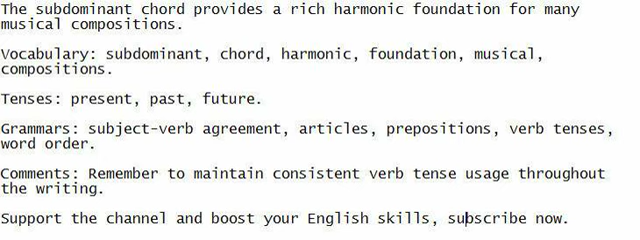 The subdominant chord provides a rich harmonic foundation for many
musical compositions.
Vocabulary: subdominant, chord, harmonic, foundation, musical,
compositions.
Tenses: present, past, future.
Grammars: subject-verb agreement, articles, prepositions, verb tenses,
word order.
Comments: Remember to maintain consistent verb tense usage throughout
the writing.
Support the channel and boost your English skills, subscribe now.